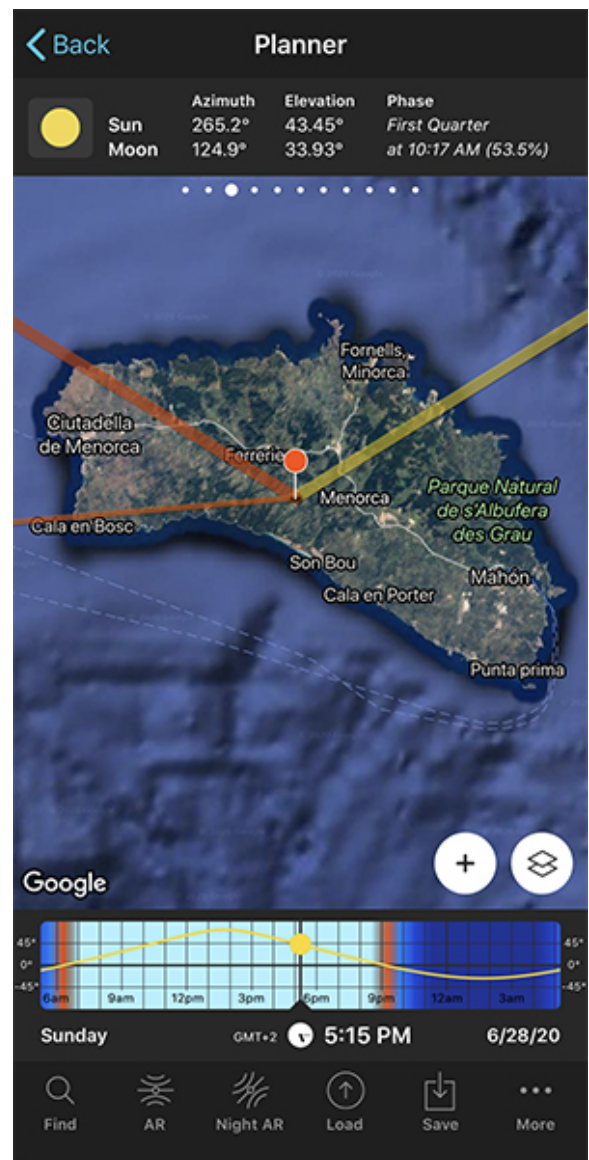 Back
Planner
Azimuth Elevation Phase
Sun 265.2° 43.45° First Quarter
Moon 124.9° 33.93° at 10:17 AM (53.5%)
Fornells,
Minorca
Ciutadella
de Menorca
Ferrerie
Menorca
Parque Natural
de s'Albufera
des Grau
Cala en Bosc
Son Bou
Mahón
Cala en Porter
Punta prima
Google
45° 45°
0° 0°
-45° -45°
6am 9am 12pm 3pm 6pm 9pm 12am 3am
Sunday GMT+2 5:15 PM 6/28/20
Find AR Night AR Load Save More